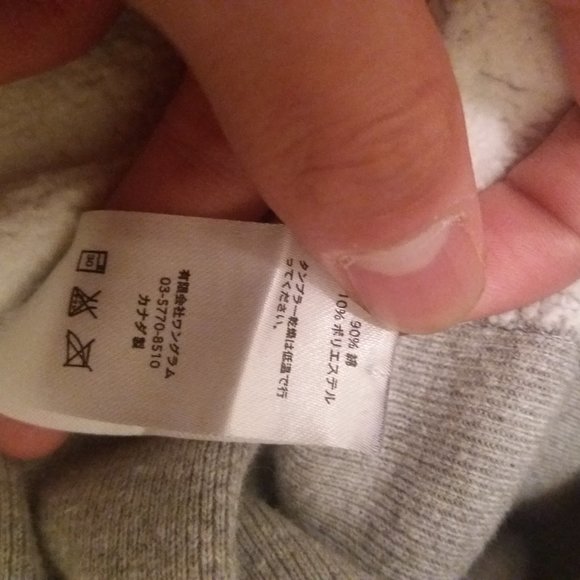 90% 綿
10% ポリエステル
タンブラー乾燥は低温で行
ってください。
30
有限会社ワングラム
03-5770-8510
カナダ製